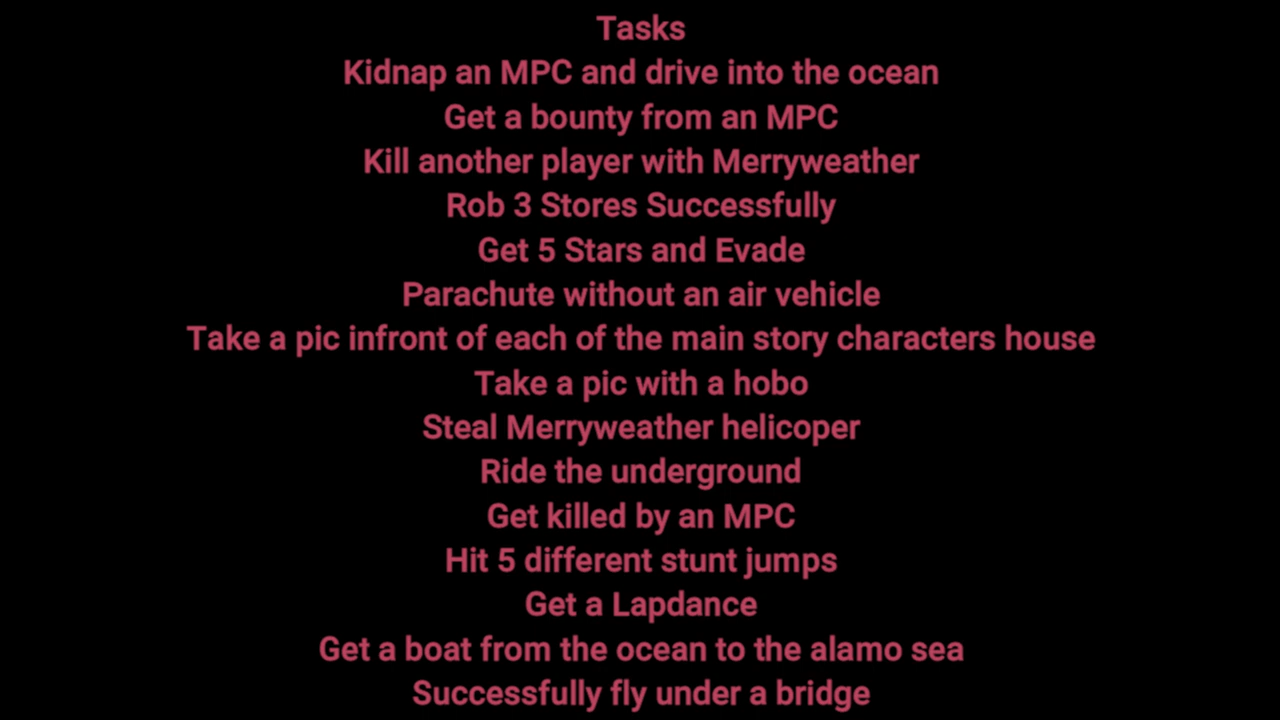 Tasks
Kidnap an MPC and drive into the ocean
Get a bounty from an MPC
Kill another player with Merryweather
Rob 3 Stores Successfully
Get 5 Stars and Evade
Parachute without an air vehicle
Take a pic infront of each of the main story characters house
Take a pic with a hobo
Steal Merryweather helicoper
Ride the underground
Get killed by an MPC
Hit 5 different stunt jumps
Get a Lapdance
Get a boat from the ocean to the alamo sea
Successfully fly under a bridge